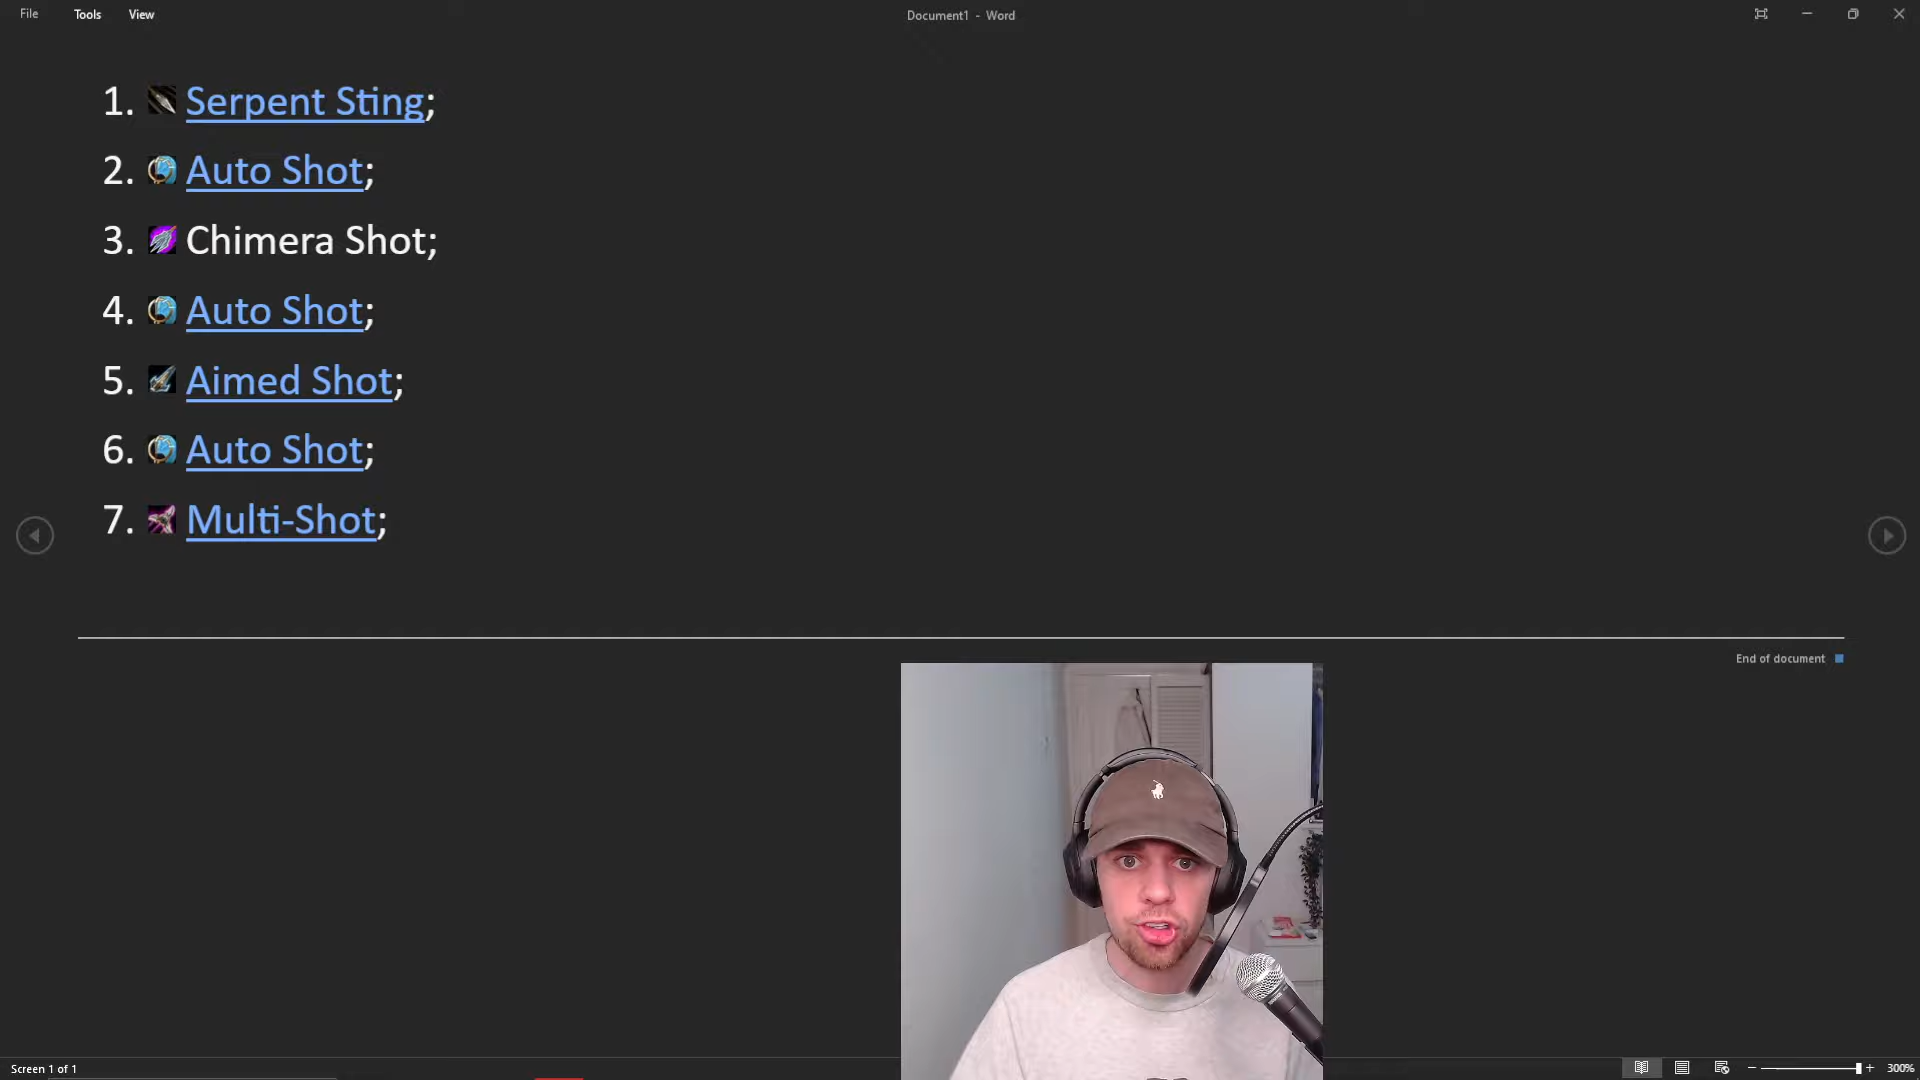 File Tools View Document1 - Word
1. Serpent Sting;
2. Auto Shot;
3. Chimera Shot;
4. Auto Shot;
5. Aimed Shot;
6. Auto Shot;
7. Multi-Shot;
End of document
Screen 1 of 1 300%